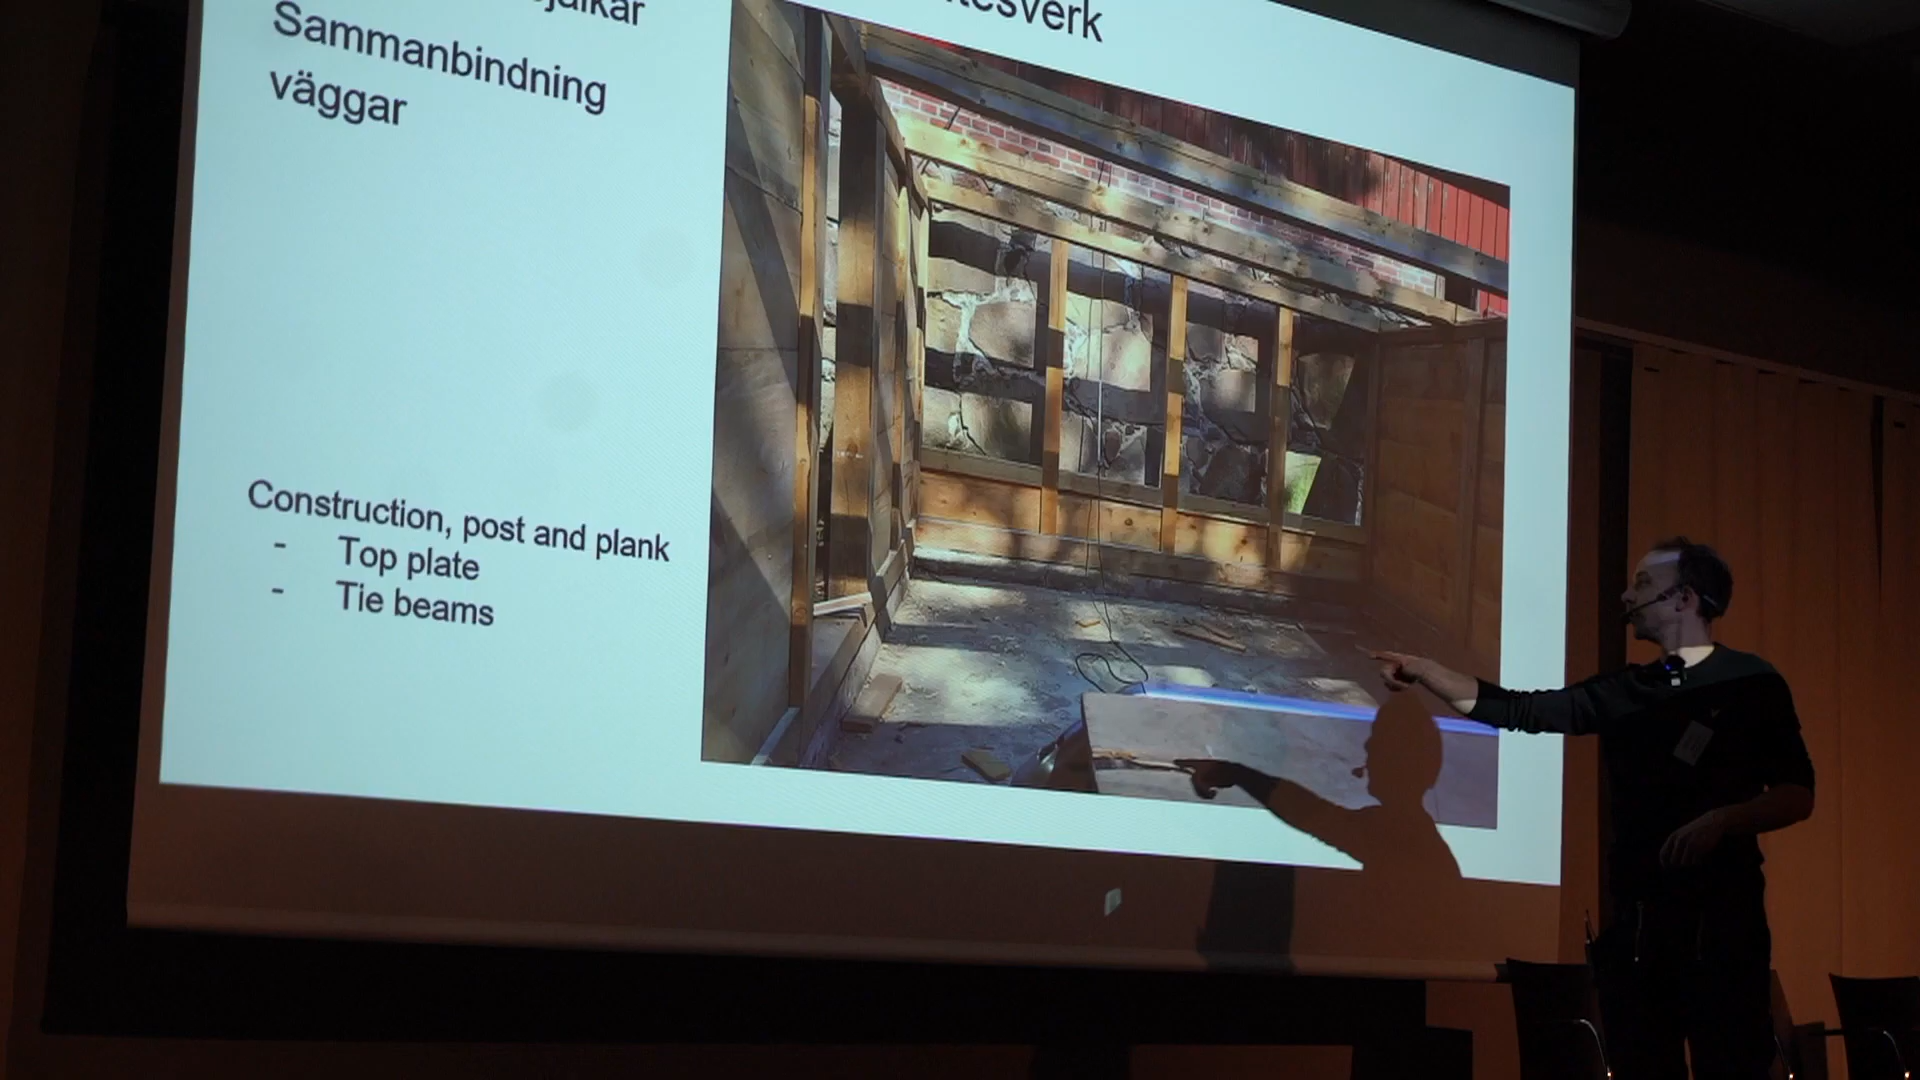 Sammanbindning
väggar
Construction, post and plank
- Top plate
- Tie beams